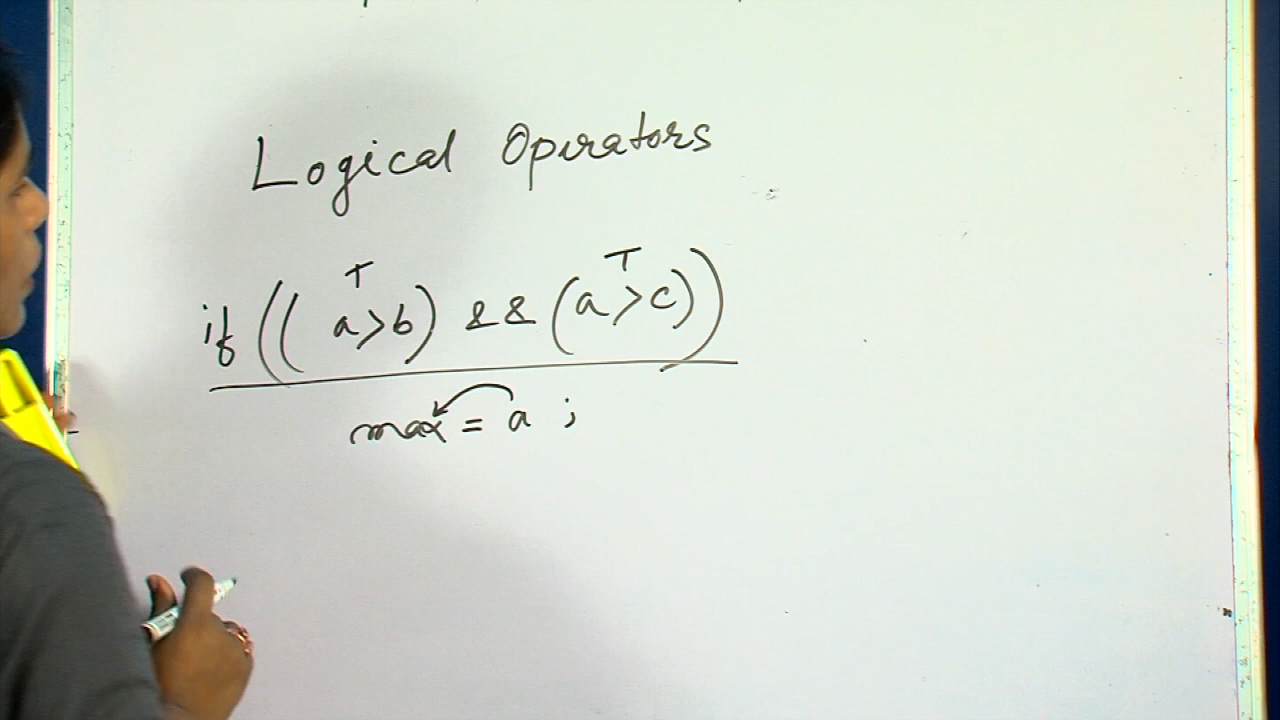 Logical Operators
T T
if (( a>b) && (a>c))
max = a ;